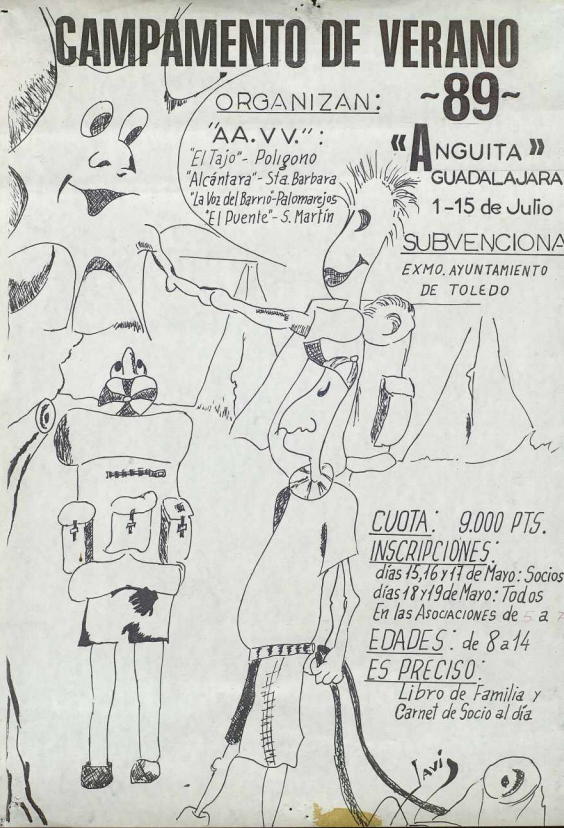 CAMPAMENTO DE VERANO
~89~
ORGANIZAN:
"AA.VV.":
"El Tajo"- Polígono
"Alcántara"- Sta. Barbara
"La Voz del Barrio-Palomarejos
"El Puente"- S. Martín
«ANGUITA»
GUADALAJARA
1-15 de Julio
SUBVENCIONA
EXMO. AYUNTAMIENTO
DE TOLEDO
CUOTA: 9.000 PTS.
INSCRIPCIONES:
días 15,16 y 17 de Mayo: Socios
días 18 y 19 de Mayo: Todos
En las ASOCIACIONES de 5 a 7
EDADES: de 8 a 14
ES PRECISO:
Libro de Familia y
Carnet de Socio al día
Javi